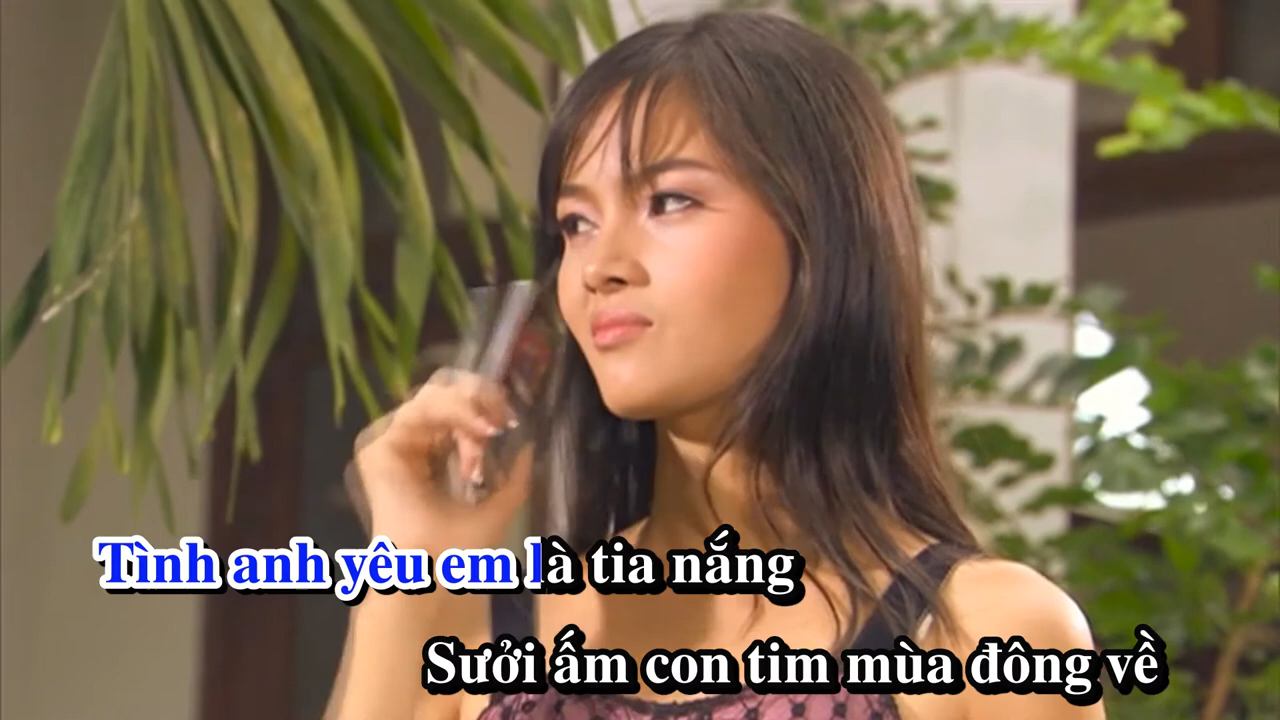 Tình anh yêu em là tia nắng
Sưởi ấm con tim mùa đông về